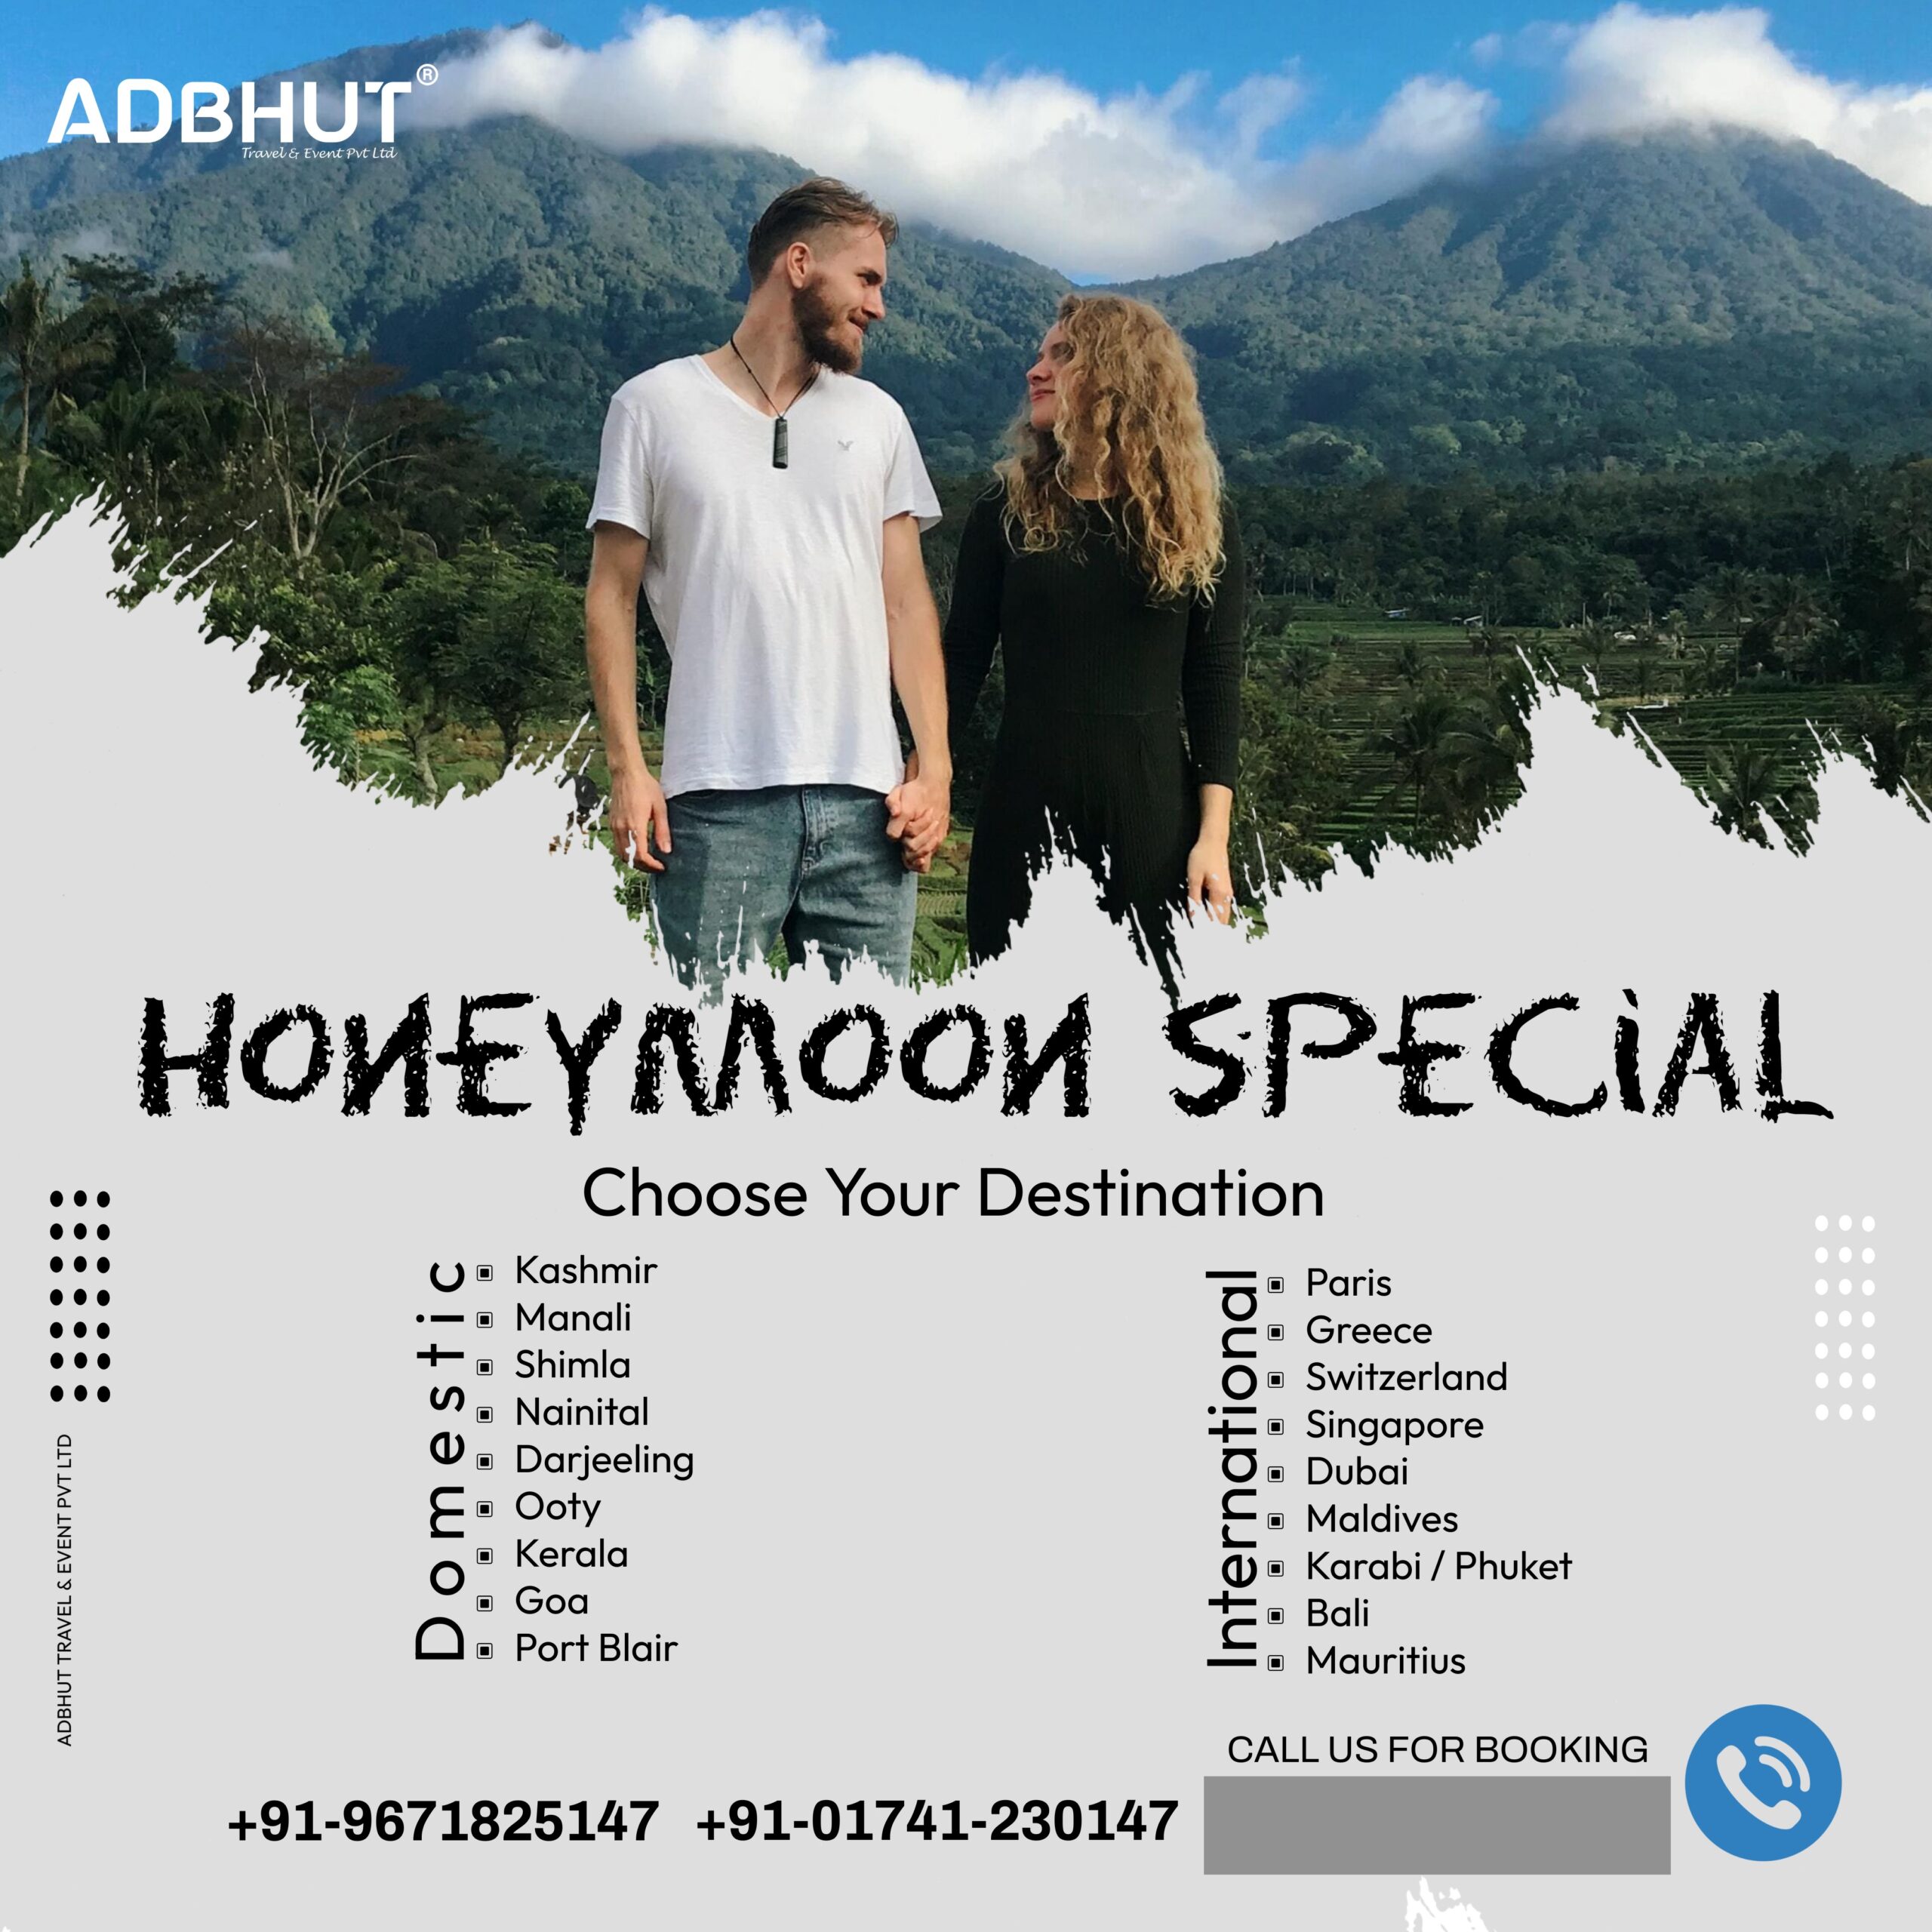 ADBHUT®
Travel & Event Pvt Ltd
HONEYMOON SPECIAL
Choose Your Destination
Domestic
Kashmir
Manali
Shimla
Nainital
Darjeeling
Ooty
Kerala
Goa
Port Blair
International
Paris
Greece
Switzerland
Singapore
Dubai
Maldives
Karabi / Phuket
Bali
Mauritius
ADBHUT TRAVEL & EVENT PVT LTD
CALL US FOR BOOKING
+91-9671825147 +91-01741-230147